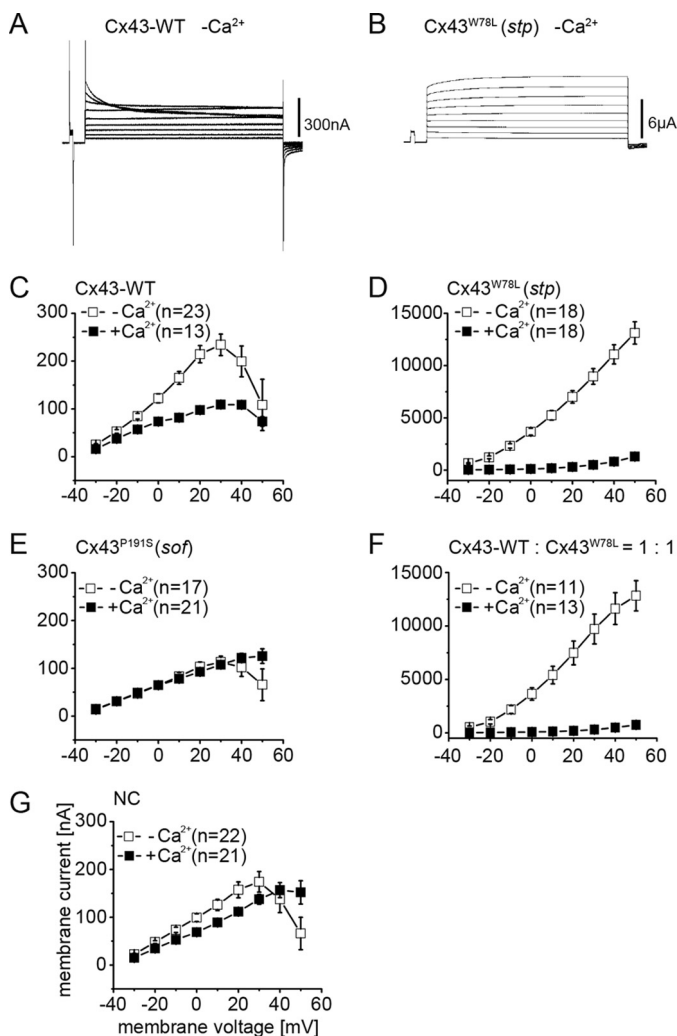 A Cx43-WT -Ca²⁺
300nA
B Cx43ᵂ⁷⁸ᴸ (stp) -Ca²⁺
6µA
C Cx43-WT
300
200
100
0
-□- -Ca²⁺(n=23)
-■- +Ca²⁺(n=13)
-40 -20 0 20 40 60
D Cx43ᵂ⁷⁸ᴸ (stp)
15000
10000
5000
0
-□- -Ca²⁺(n=18)
-■- +Ca²⁺(n=18)
-40 -20 0 20 40 60
E Cx43ᴾ¹⁹¹ˢ (sof)
300
200
100
0
-□- -Ca²⁺(n=17)
-■- +Ca²⁺(n=21)
-40 -20 0 20 40 60
F Cx43-WT : Cx43ᵂ⁷⁸ᴸ = 1 : 1
15000
10000
5000
0
-□- -Ca²⁺(n=11)
-■- +Ca²⁺(n=13)
-40 -20 0 20 40 60
G NC
membrane current [nA]
300
200
100
0
-□- -Ca²⁺(n=22)
-■- +Ca²⁺(n=21)
-40 -20 0 20 40 60
membrane voltage [mV]